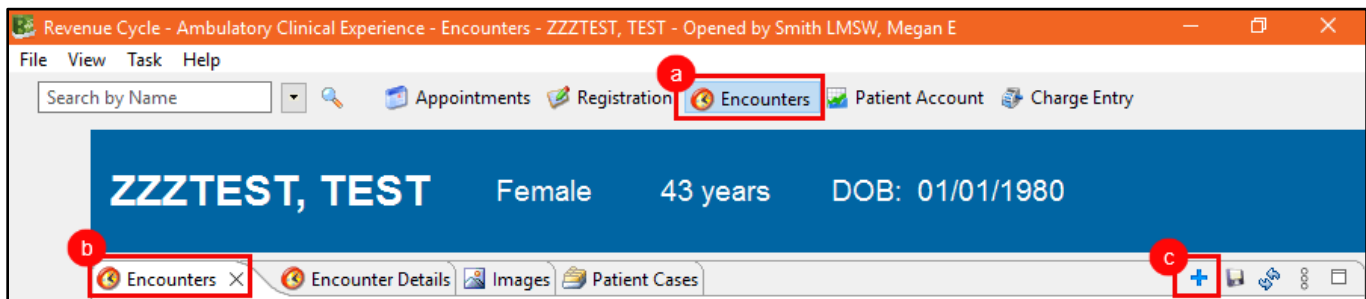 Revenue Cycle - Ambulatory Clinical Experience - Encounters - ZZZTEST, TEST - Opened by Smith LMSW, Megan E
File View Task Help
a
Search by Name Appointments Registration Encounters Patient Account Charge Entry
ZZZTEST, TEST Female 43 years DOB: 01/01/1980
b
c
Encounters Encounter Details Images Patient Cases